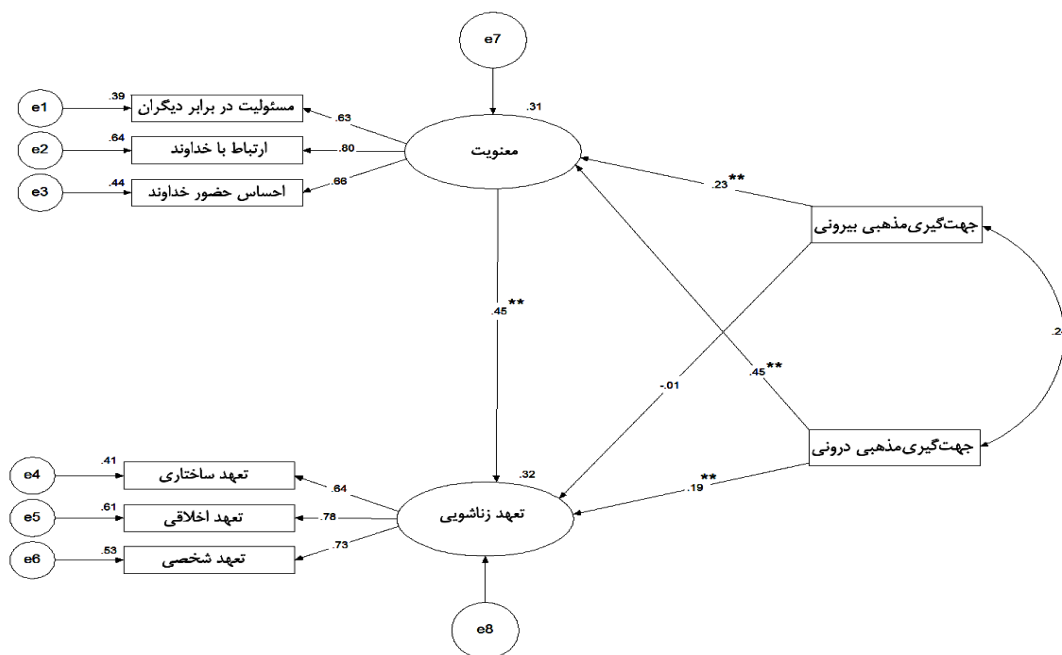 e7
.31
e1
.39
مسئولیت در برابر دیگران
.63
e2
.64
ارتباط با خداوند
.80
معنویت
e3
.44
احساس حضور خداوند
.66
.23**
جهت‌گیری‌مذهبی بیرونی
.45**
-.01
.45**
جهت‌گیری‌مذهبی درونی
.19**
e4
.41
تعهد ساختاری
.64
.32
e5
.61
تعهد اخلاقی
.78
تعهد زناشویی
e6
.53
تعهد شخصی
.73
e8